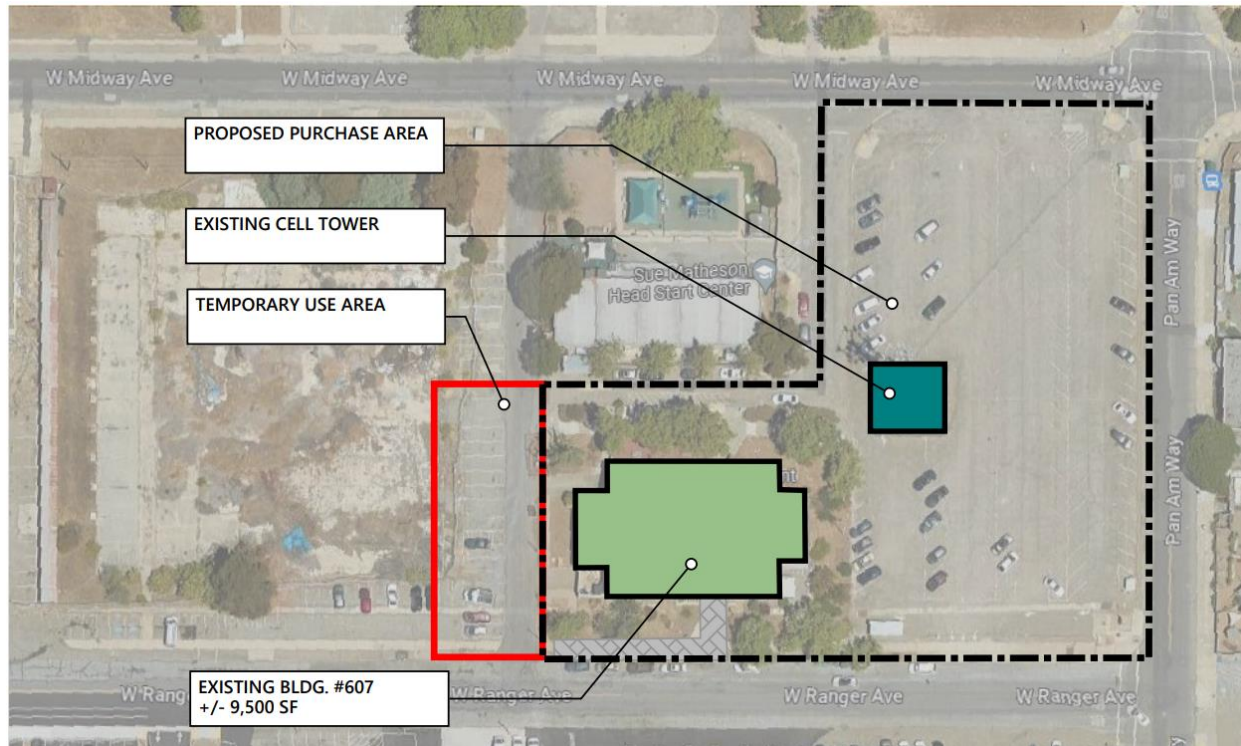 W Midway Ave
W Midway Ave
W Midway Ave
W Midway Ave
W Midway Ave
PROPOSED PURCHASE AREA
EXISTING CELL TOWER
TEMPORARY USE AREA
Sue Matheson
Head Start Center
Pan Am Way
Pan Am Way
EXISTING BLDG. #607
+/- 9,500 SF
W Ranger Ave
W Ranger Ave
W Ranger Ave